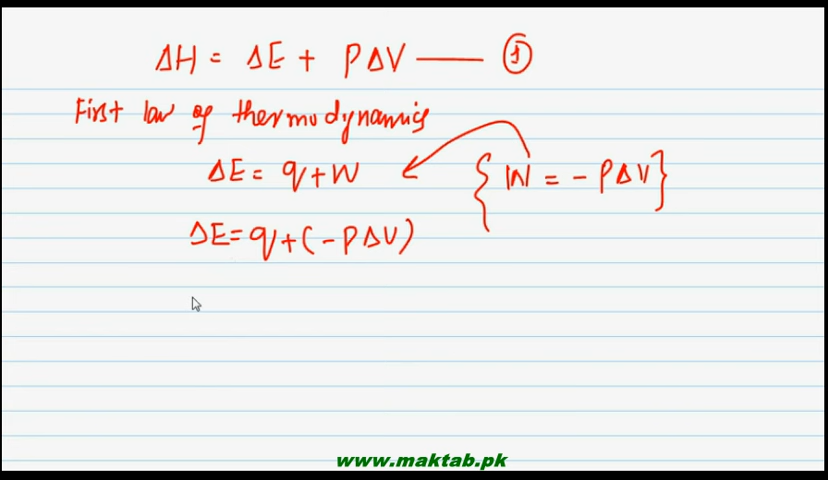 ΔH = ΔE + PΔV —— ①
First law of thermodynamics
ΔE = q + W { W = - PΔV }
ΔE = q + (- PΔV)
www.maktab.pk